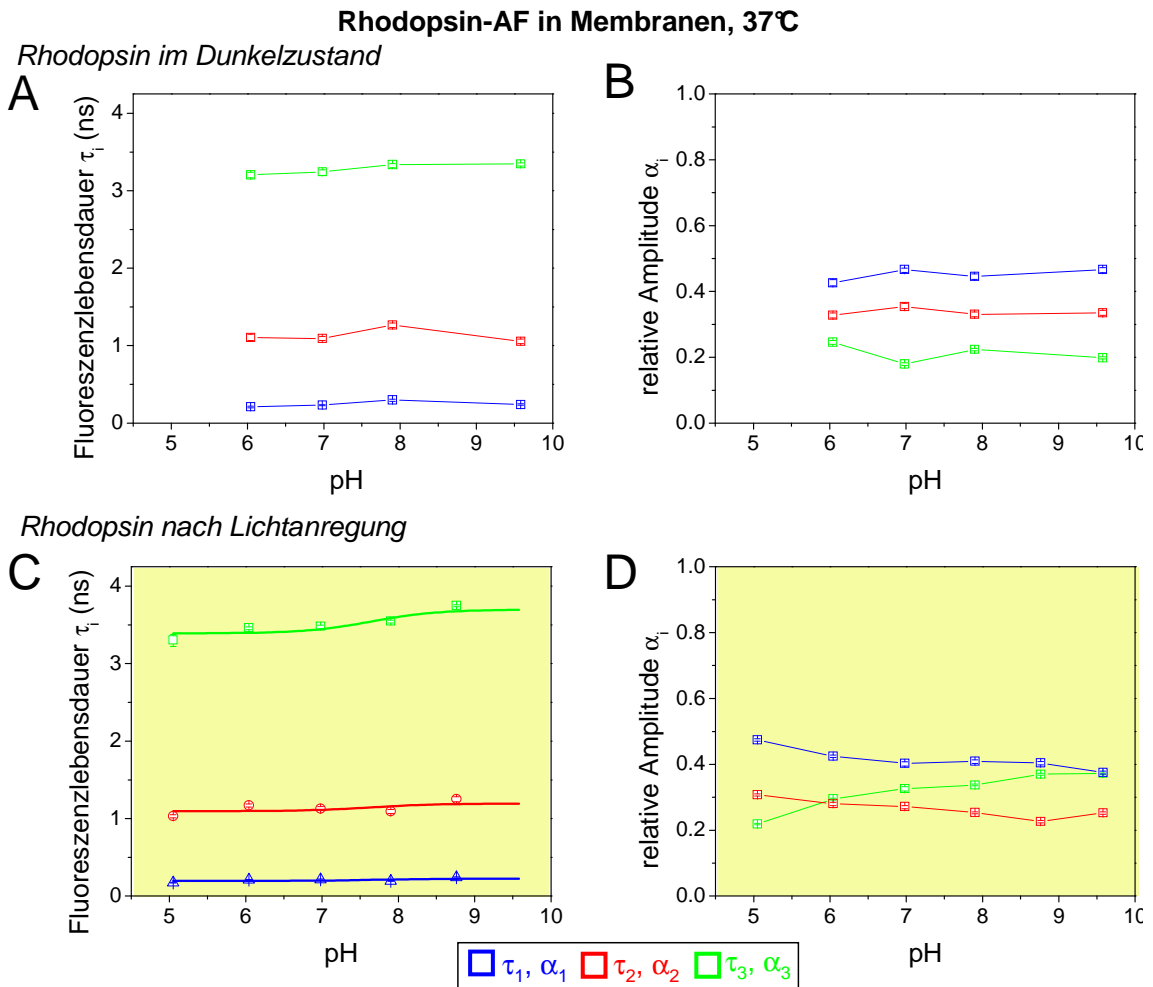 Rhodopsin-AF in Membranen, 37°C
Rhodopsin im Dunkelzustand
A
Fluoreszenzlebensdauer τi (ns)
4
3
2
1
0
5 6 7 8 9 10
pH
B
relative Amplitude αi
1.0
0.8
0.6
0.4
0.2
0.0
5 6 7 8 9 10
pH
Rhodopsin nach Lichtanregung
C
Fluoreszenzlebensdauer τi (ns)
4
3
2
1
0
5 6 7 8 9 10
pH
D
relative Amplitude αi
1.0
0.8
0.6
0.4
0.2
0.0
5 6 7 8 9 10
pH
τ1, α1 τ2, α2 τ3, α3